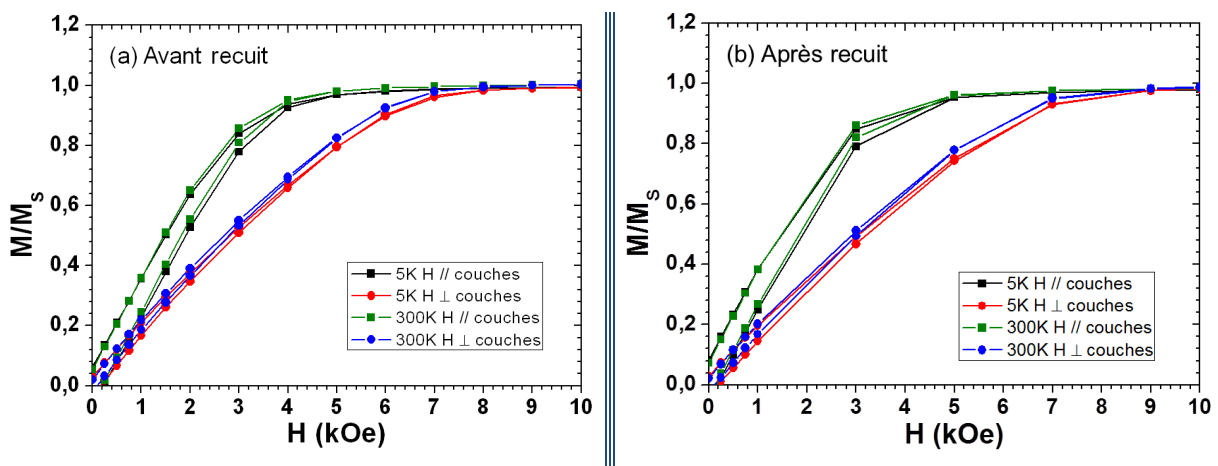 (a) Avant recuit
1,2
1,0
0,8
0,6
0,4
0,2
0,0
M/Ms
5K H // couches
5K H ⊥ couches
300K H // couches
300K H ⊥ couches
0 1 2 3 4 5 6 7 8 9 10
H (kOe)
(b) Après recuit
1,2
1,0
0,8
0,6
0,4
0,2
0,0
M/Ms
5K H // couches
5K H ⊥ couches
300K H // couches
300K H ⊥ couches
0 1 2 3 4 5 6 7 8 9 10
H (kOe)